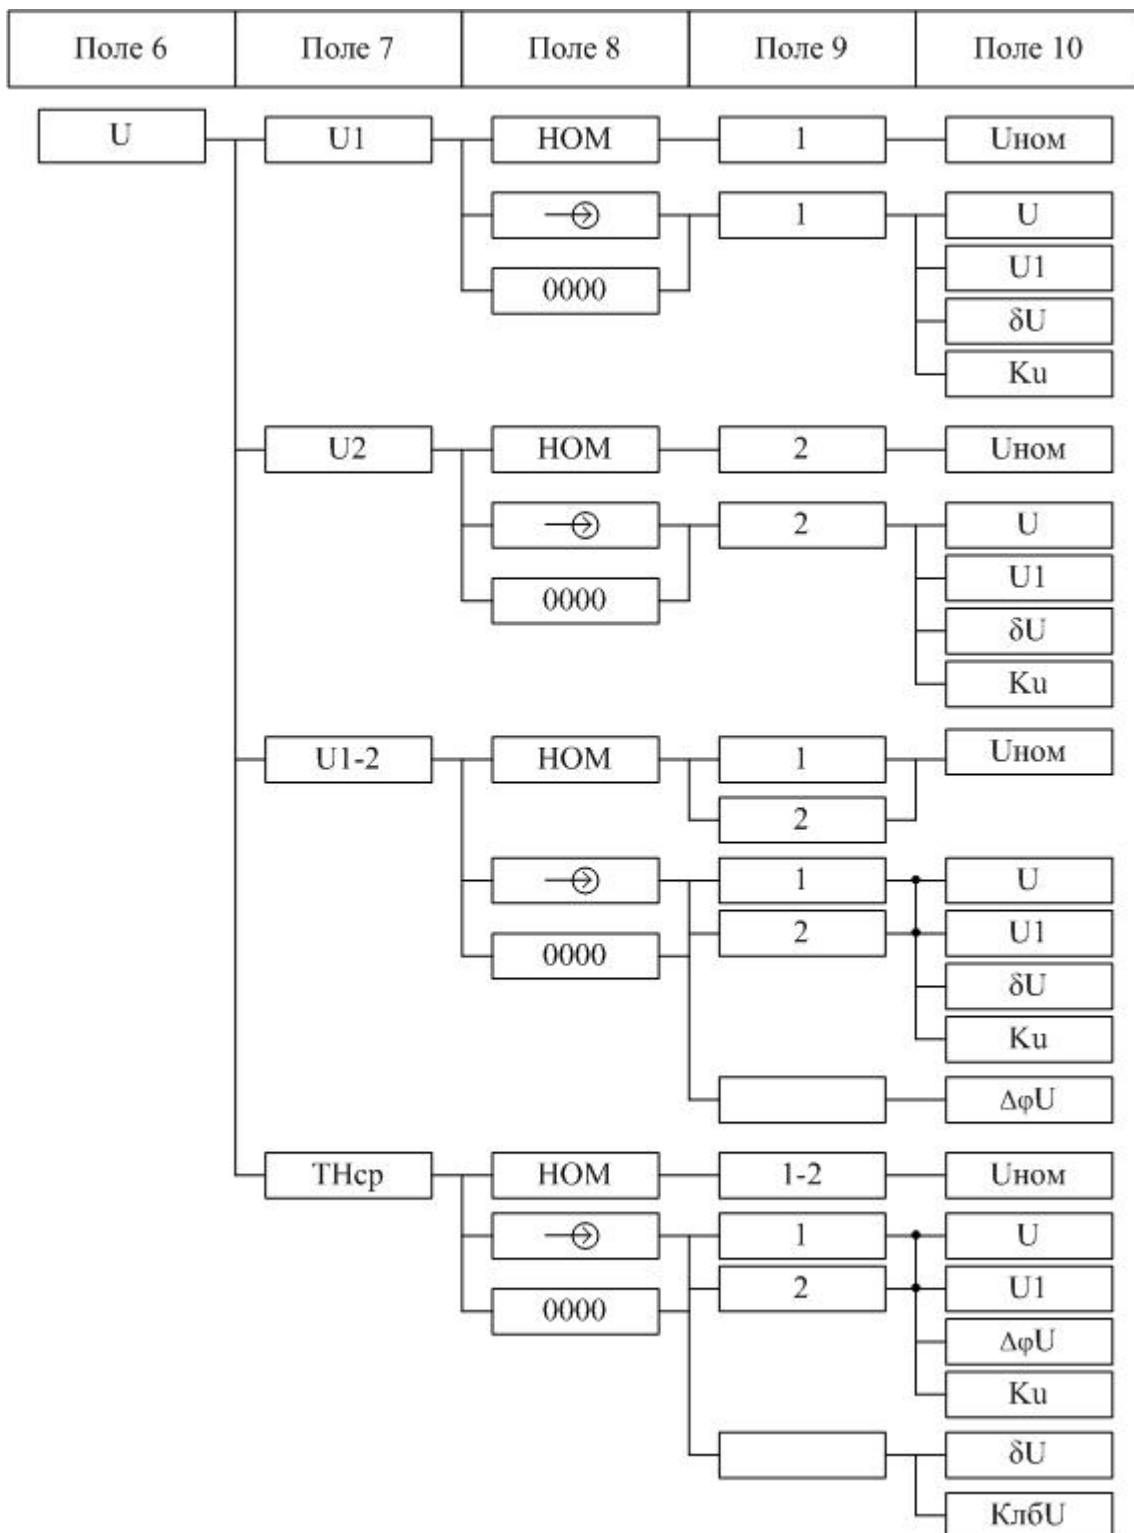 Поле 6 Поле 7 Поле 8 Поле 9 Поле 10
U U1 НОМ 1 Uном
1 U
U1
0000
δU
Ku
U2 НОМ 2 Uном
2 U
U1
0000
δU
Ku
U1-2 НОМ 1 Uном
2
1 U
2 U1
0000
δU
Ku
ΔφU
ТНср НОМ 1-2 Uном
1 U
2 U1
0000
ΔφU
Ku
δU
КлбU